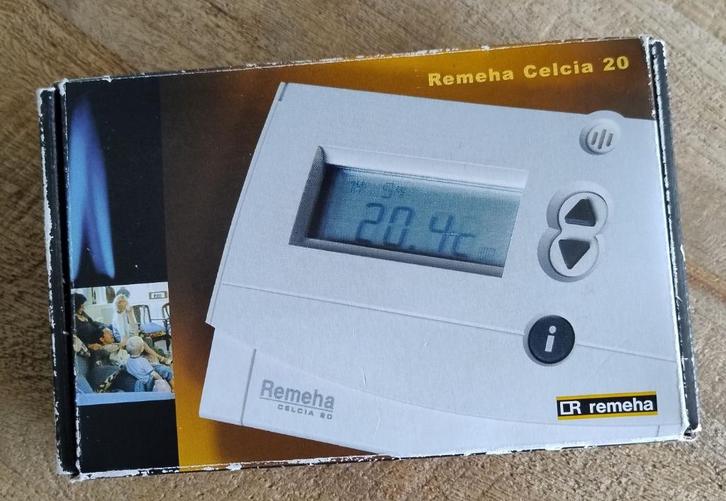 Remeha Celcia 20
20.4c
i
Remeha
CELCIA 20
R remeha